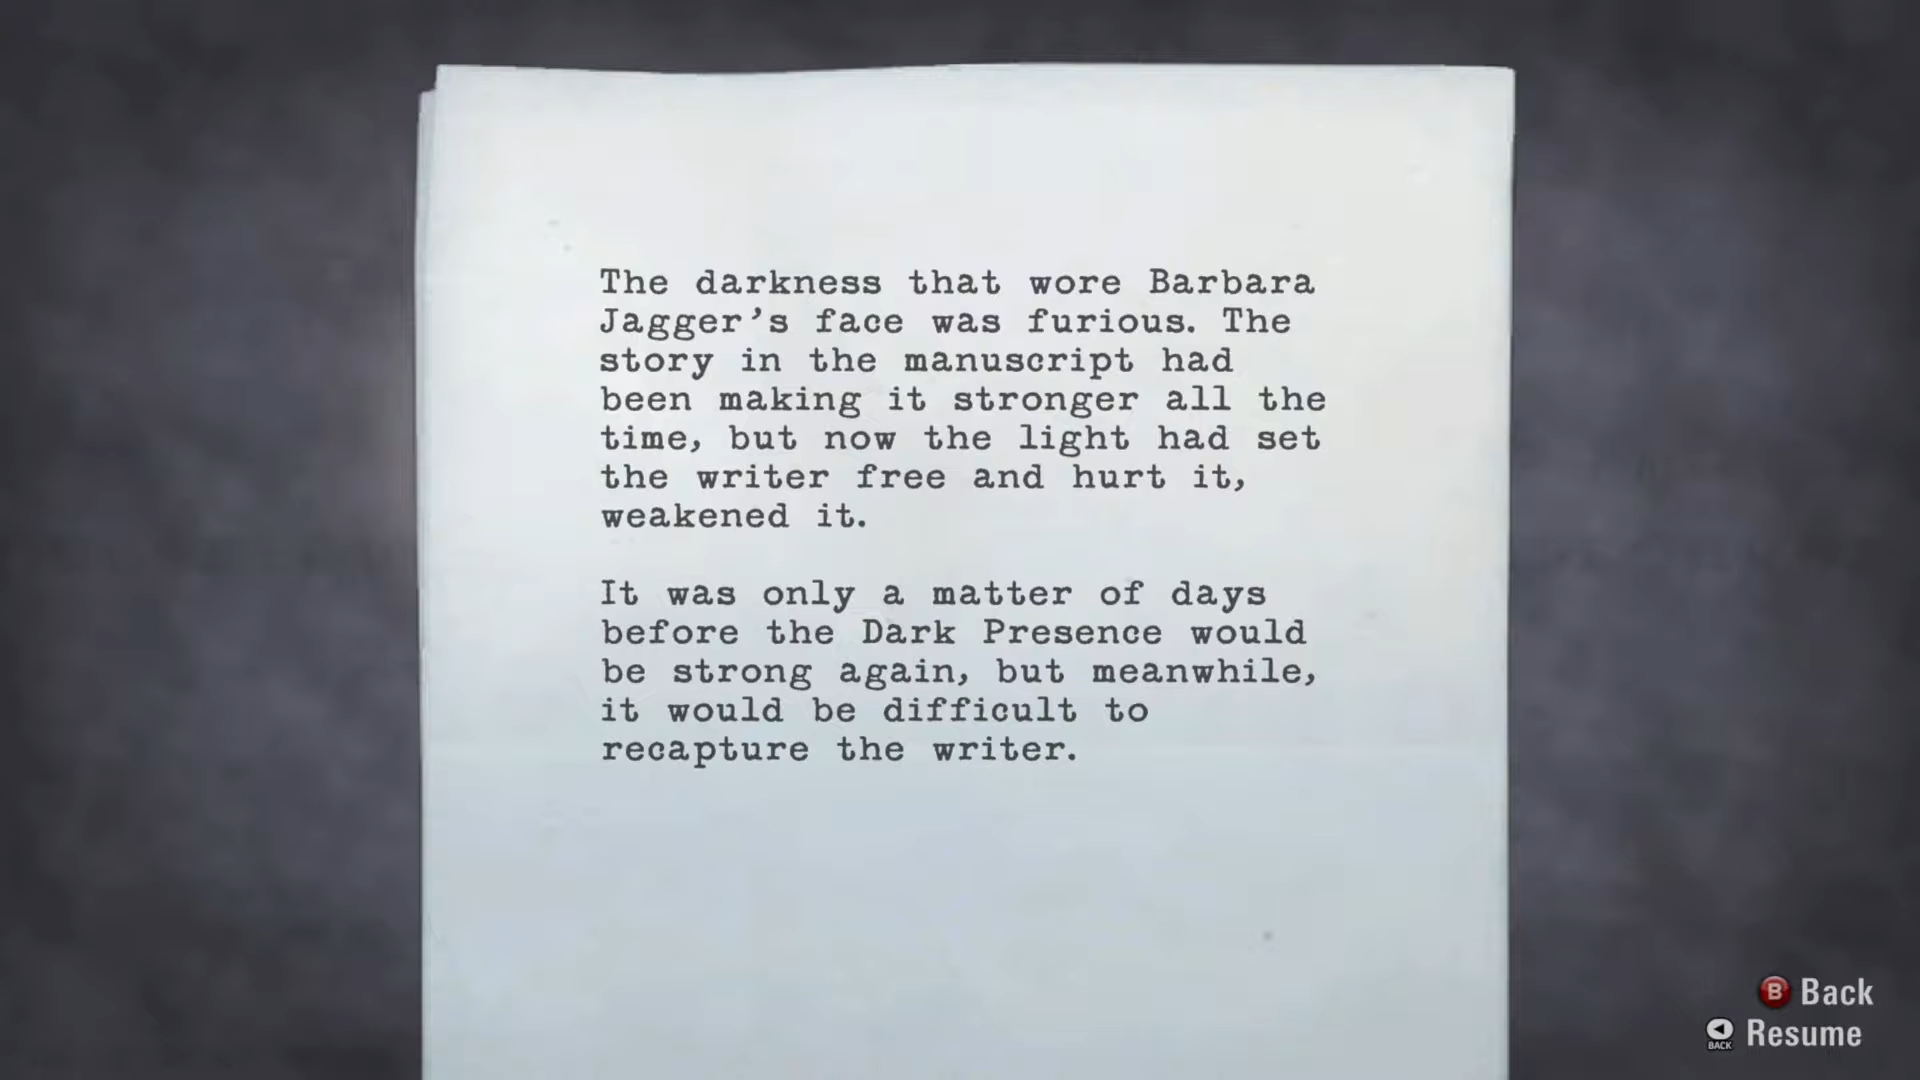 The darkness that wore Barbara
Jagger’s face was furious. The
story in the manuscript had
been making it stronger all the
time, but now the light had set
the writer free and hurt it,
weakened it.
It was only a matter of days
before the Dark Presence would
be strong again, but meanwhile,
it would be difficult to
recapture the writer.
B Back
BACK Resume